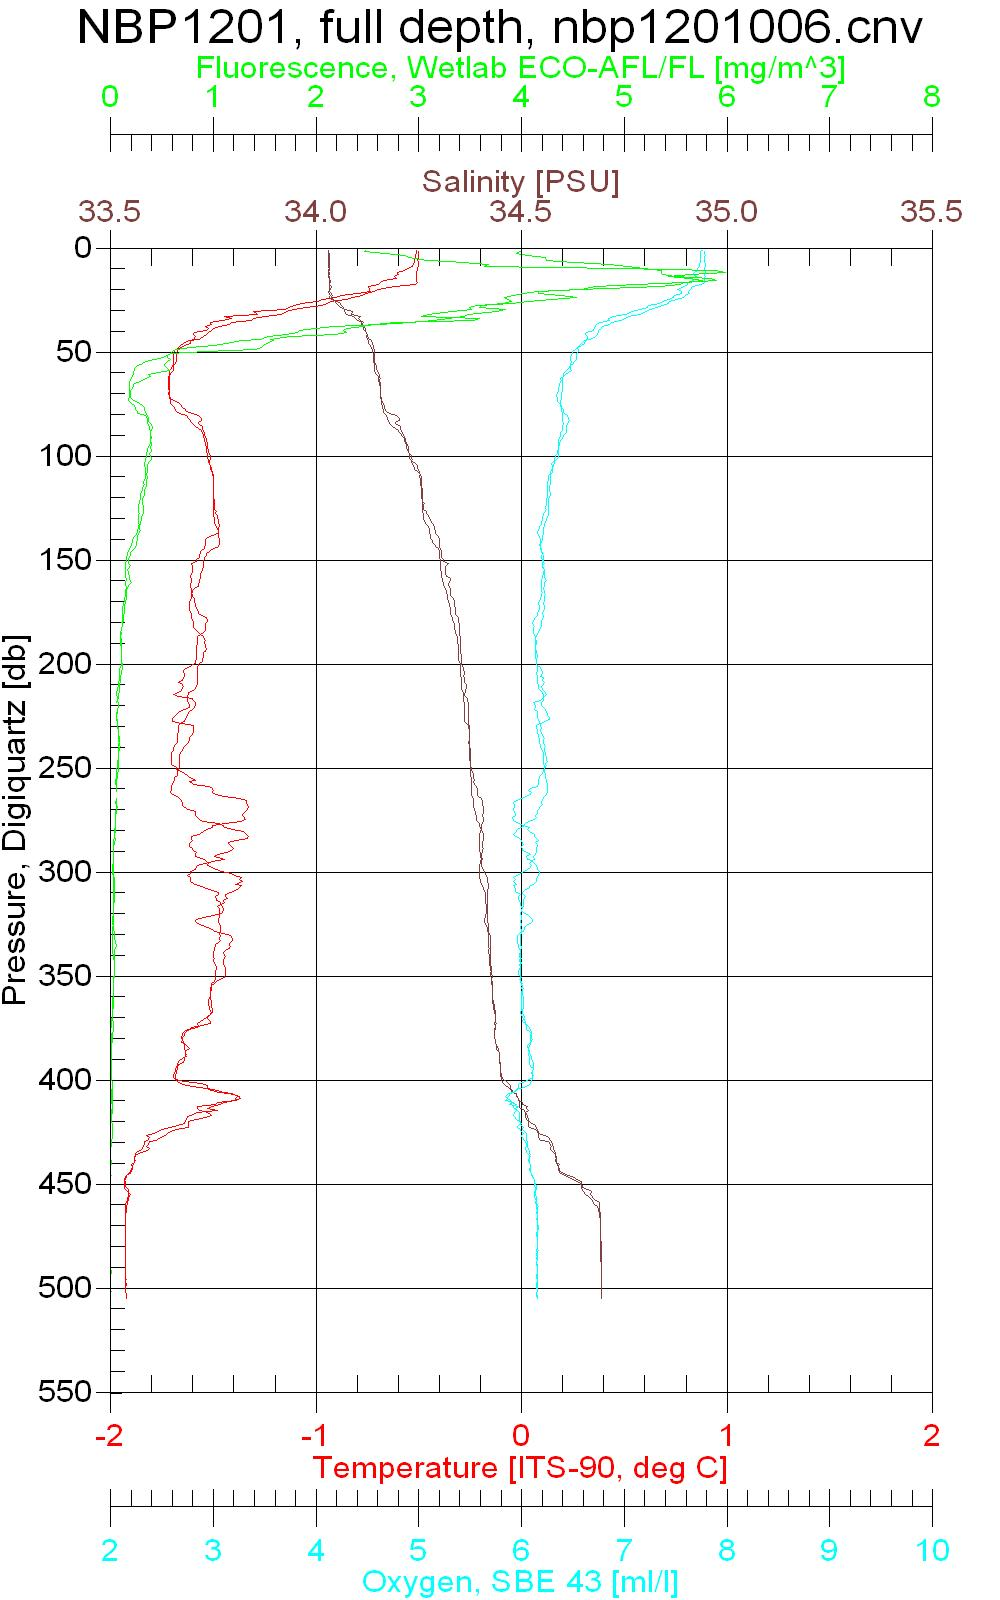 NBP1201, full depth, nbp1201006.cnv
Fluorescence, Wetlab ECO-AFL/FL [mg/m^3]
0 1 2 3 4 5 6 7 8
Salinity [PSU]
33.5 34.0 34.5 35.0 35.5
0
50
100
150
200
250
300
350
400
450
500
550
Pressure, Digiquartz [db]
-2 -1 0 1 2
Temperature [ITS-90, deg C]
2 3 4 5 6 7 8 9 10
Oxygen, SBE 43 [ml/l]